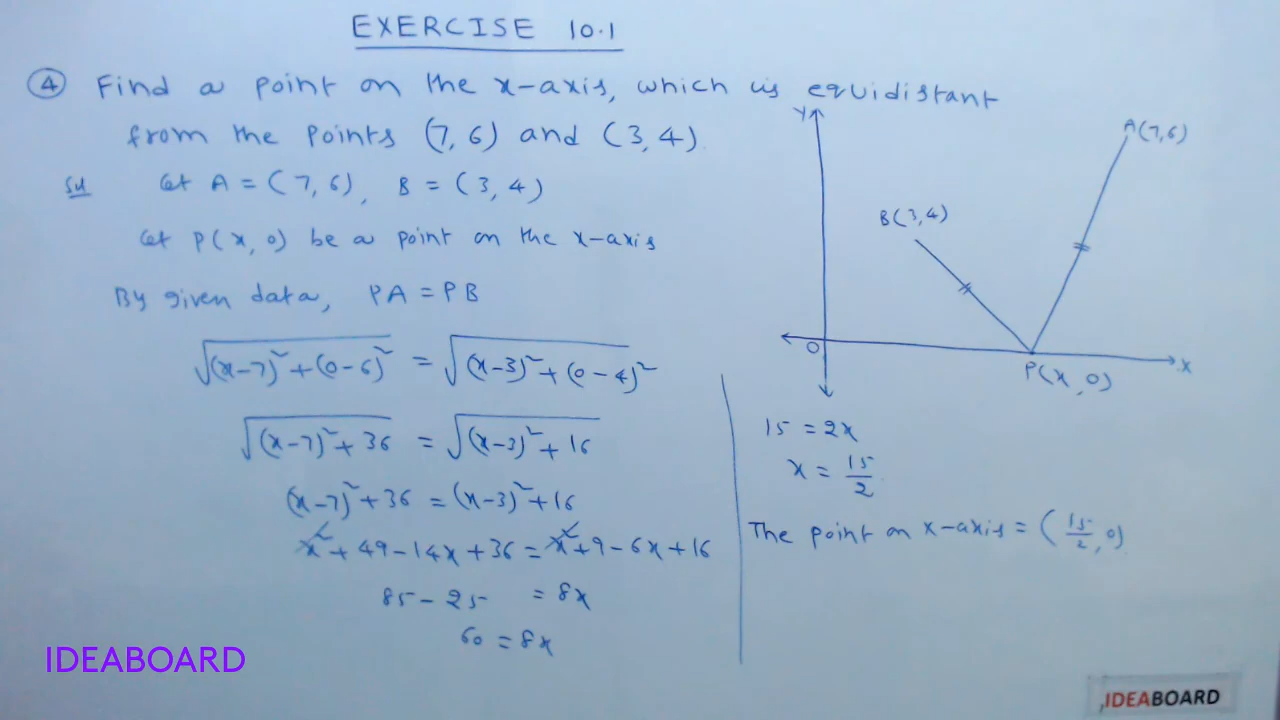 EXERCISE 10.1
④ Find a point on the x-axis, which is equidistant
from the points (7, 6) and (3, 4).
Sol Let A = (7, 6), B = (3, 4)
Let P(x, 0) be a point on the x-axis
By given data, PA = PB
√((x-7)² + (0-6)²) = √((x-3)² + (0-4)²)
√((x-7)² + 36) = √((x-3)² + 16)
(x-7)² + 36 = (x-3)² + 16
x² + 49 - 14x + 36 = x² + 9 - 6x + 16
85 - 25 = 8x
60 = 8x
Y
A(7,6)
B(3,4)
O
X
P(x, 0)
15 = 2x
x = 15/2
The point on x-axis = (15/2, 0)
IDEABOARD
IDEABOARD